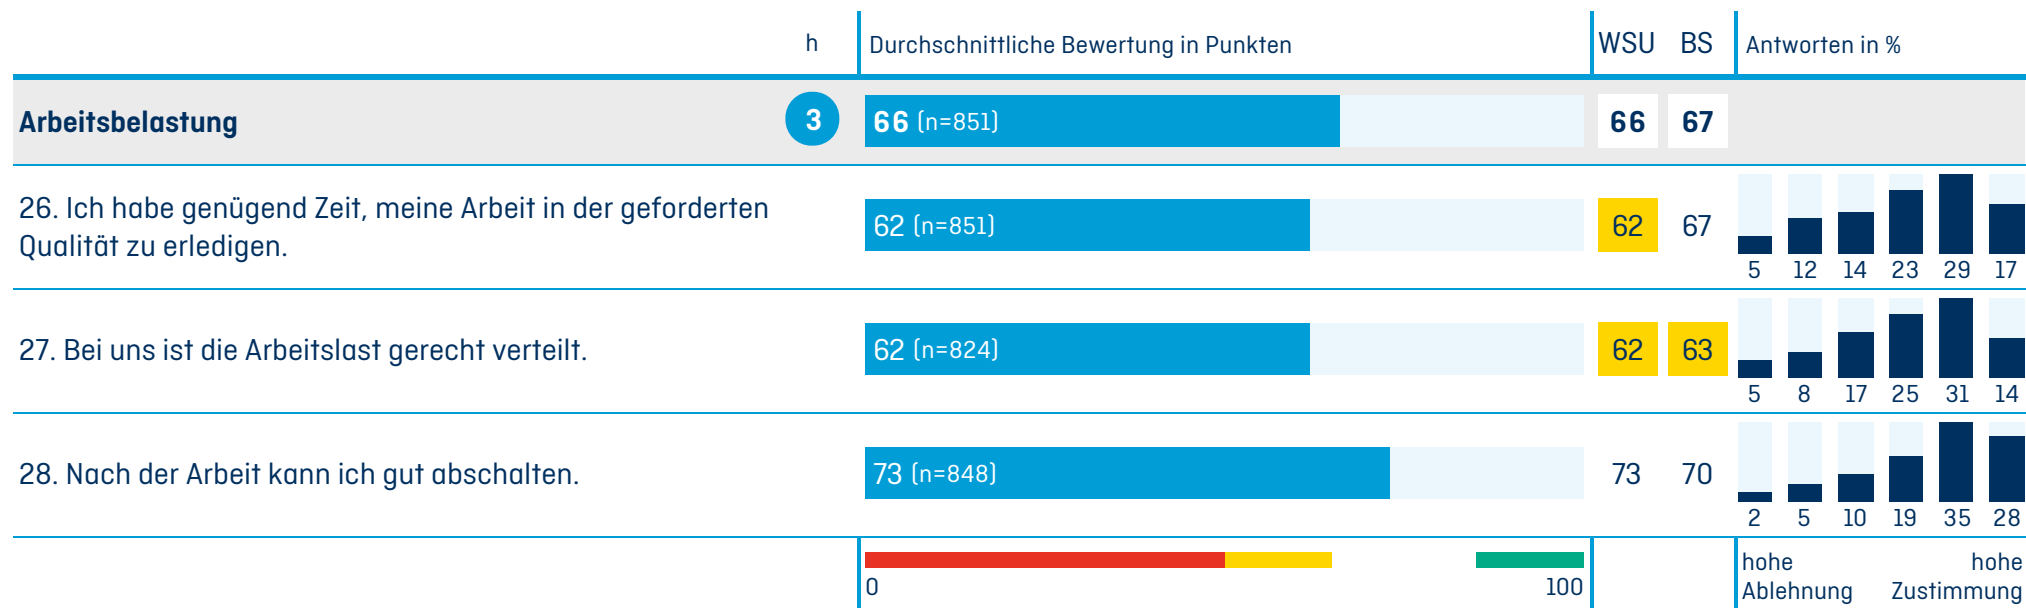 h Durchschnittliche Bewertung in Punkten WSU BS Antworten in %
Arbeitsbelastung 3 66 (n=851) 66 67
26. Ich habe genügend Zeit, meine Arbeit in der geforderten
Qualität zu erledigen.
62 (n=851) 62 67
5 12 14 23 29 17
27. Bei uns ist die Arbeitslast gerecht verteilt. 62 (n=824) 62 63
5 8 17 25 31 14
28. Nach der Arbeit kann ich gut abschalten. 73 (n=848) 73 70
2 5 10 19 35 28
0 100
hohe hohe
Ablehnung Zustimmung